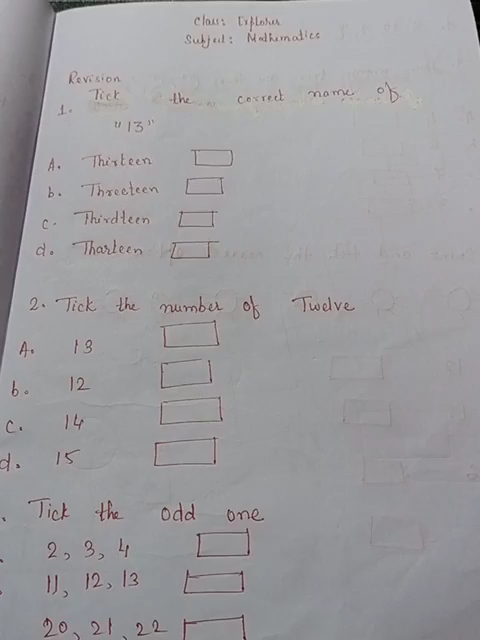 Class: Explorer
Subject: Mathematics
Revision
1. Tick the correct name of
"13"
A. Thirteen
b. Threeteen
c. Thirdteen
d. Tharteen
2. Tick the number of Twelve
A. 13
b. 12
c. 14
d. 15
. Tick the odd one
2, 3, 4
11, 12, 13
20, 21, 22